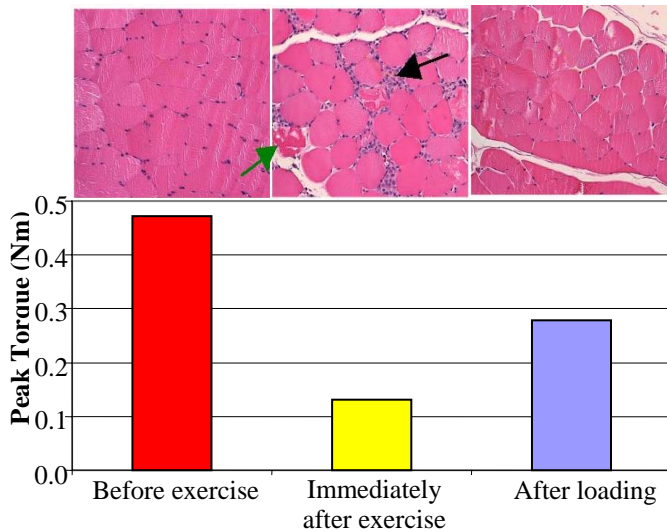 0.5
0.4
0.3
0.2
0.1
0.0
Peak Torque (Nm)
Before exercise
Immediately
after exercise
After loading